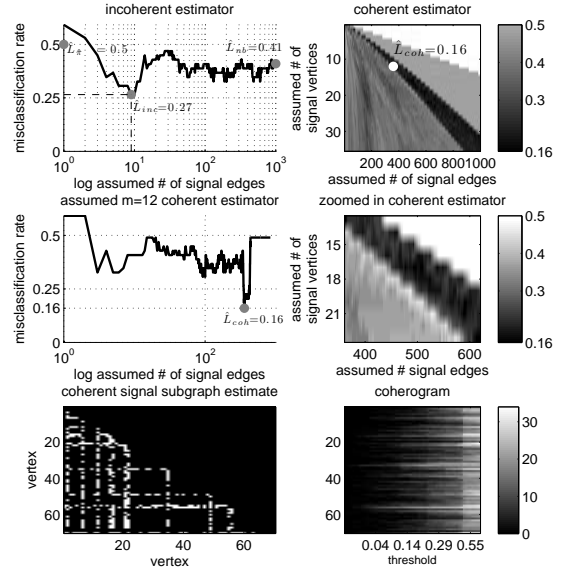 incoherent estimator
misclassification rate
0.5
0.25
0
L̂_π̂ = 0.5
L̂_nb=0.41
L̂_inc=0.27
10^0
10^1
10^2
10^3
log assumed # of signal edges
coherent estimator
assumed # of
signal vertices
10
20
30
L̂_coh=0.16
200 400 600 800 1000
assumed # of signal edges
0.5
0.4
0.3
0.16
assumed m=12 coherent estimator
misclassification rate
0.5
0.25
0.16
0
L̂_coh=0.16
10^0
10^2
log assumed # of signal edges
zoomed in coherent estimator
assumed # of
signal vertices
15
18
21
400 500 600
assumed # signal edges
0.5
0.4
0.3
0.16
coherent signal subgraph estimate
vertex
20
40
60
20 40 60
vertex
coherogram
20
40
60
0.04 0.14 0.29 0.55
threshold
30
20
10
0